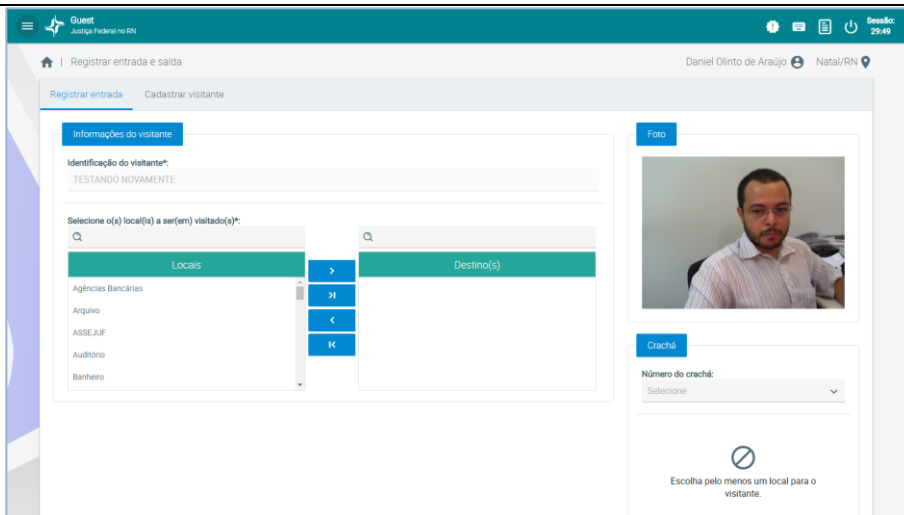 Guest
Justiça Federal no RN
Sessão:
29:49
| Registrar entrada e saída
Daniel Olinto de Araújo
Natal/RN
Registrar entrada
Cadastrar visitante
Informações do visitante
Identificação do visitante*:
TESTANDO NOVAMENTE
Selecione o(s) local(is) a ser(em) visitado(s)*:
Locais
Agências Bancárias
Arquivo
ASSEJUF
Auditório
Banheiro
Destino(s)
Foto
Crachá
Número do crachá:
Selecione
Escolha pelo menos um local para o
visitante.